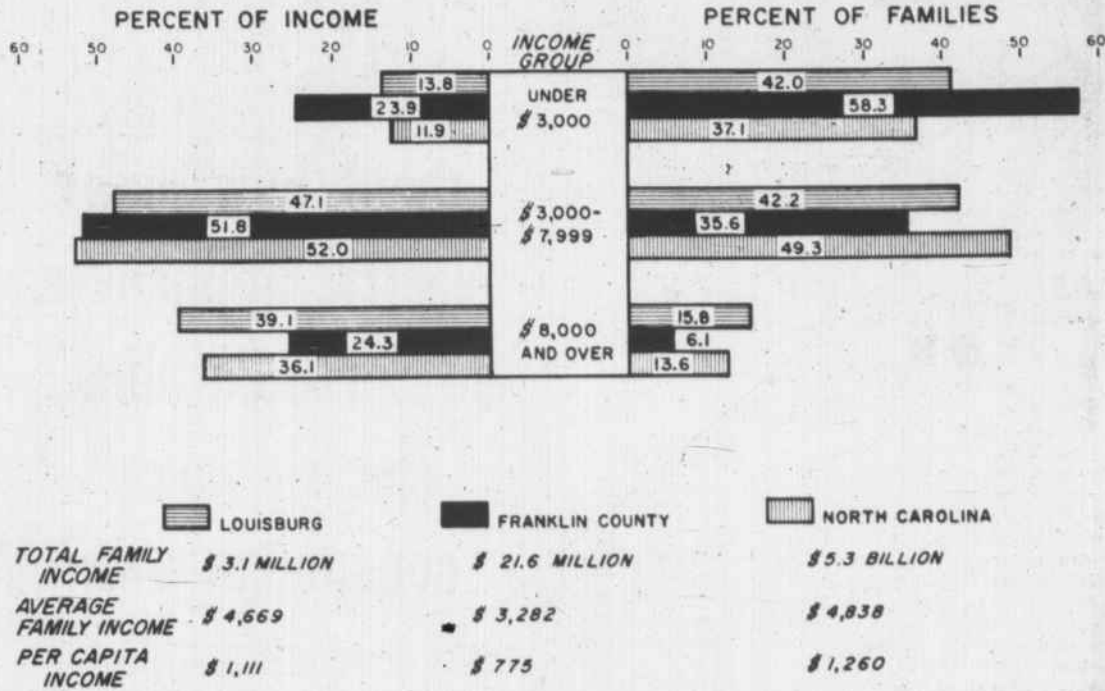 PERCENT OF INCOME
PERCENT OF FAMILIES
60 50 40 30 20 10 0 INCOME GROUP 0 10 20 30 40 50 60
13.8 42.0
23.9 UNDER $3,000 58.3
11.9 37.1
47.1 42.2
51.8 $3,000- $7,999 35.6
52.0 49.3
39.1 15.8
24.3 $8,000 AND OVER 6.1
36.1 13.6
LOUISBURG FRANKLIN COUNTY NORTH CAROLINA
TOTAL FAMILY INCOME $3.1 MILLION $21.6 MILLION $5.3 BILLION
AVERAGE FAMILY INCOME $4,669 $3,282 $4,838
PER CAPITA INCOME $1,111 $775 $1,260